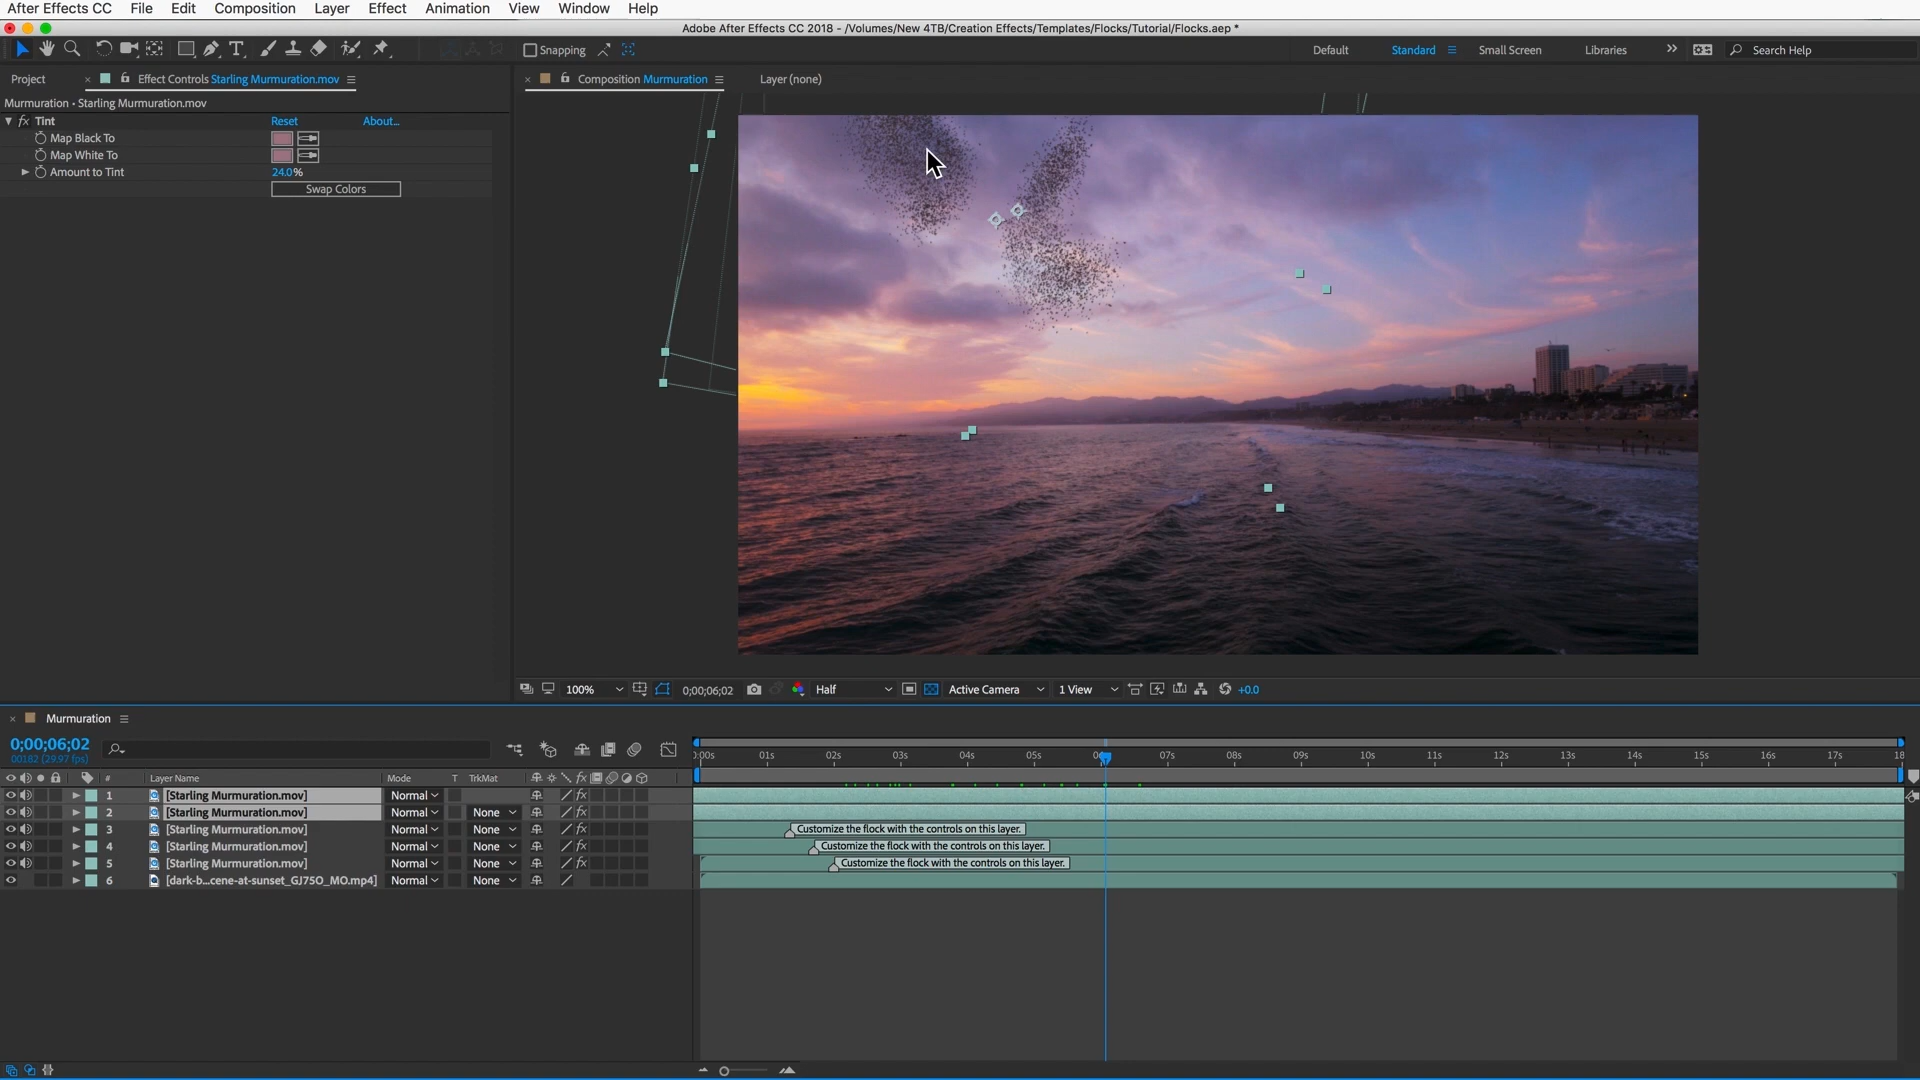 After Effects CC File Edit Composition Layer Effect Animation View Window Help
Adobe After Effects CC 2018 - /Volumes/New 4TB/Creation Effects/Templates/Flocks/Tutorial/Flocks.aep *
Snapping Default Standard Small Screen Libraries Search Help
Project Effect Controls Starling Murmuration.mov Composition Murmuration Layer (none)
Murmuration • Starling Murmuration.mov
fx Tint Reset About...
Map Black To
Map White To
Amount to Tint 24.0%
Swap Colors
100% 0;00;06;02 Half Active Camera 1 View +0.0
Murmuration
0;00;06;02
00182 (29.97 fps)
01s 02s 03s 04s 05s 07s 08s 09s 10s 11s 12s 13s 14s 15s 16s 17s 18
# Layer Name Mode T TrkMat
1 [Starling Murmuration.mov] Normal
2 [Starling Murmuration.mov] Normal None
3 [Starling Murmuration.mov] Normal None Customize the flock with the controls on this layer.
4 [Starling Murmuration.mov] Normal None Customize the flock with the controls on this layer.
5 [Starling Murmuration.mov] Normal None Customize the flock with the controls on this layer.
6 [dark-b...cene-at-sunset_GJ75O_MO.mp4] Normal None